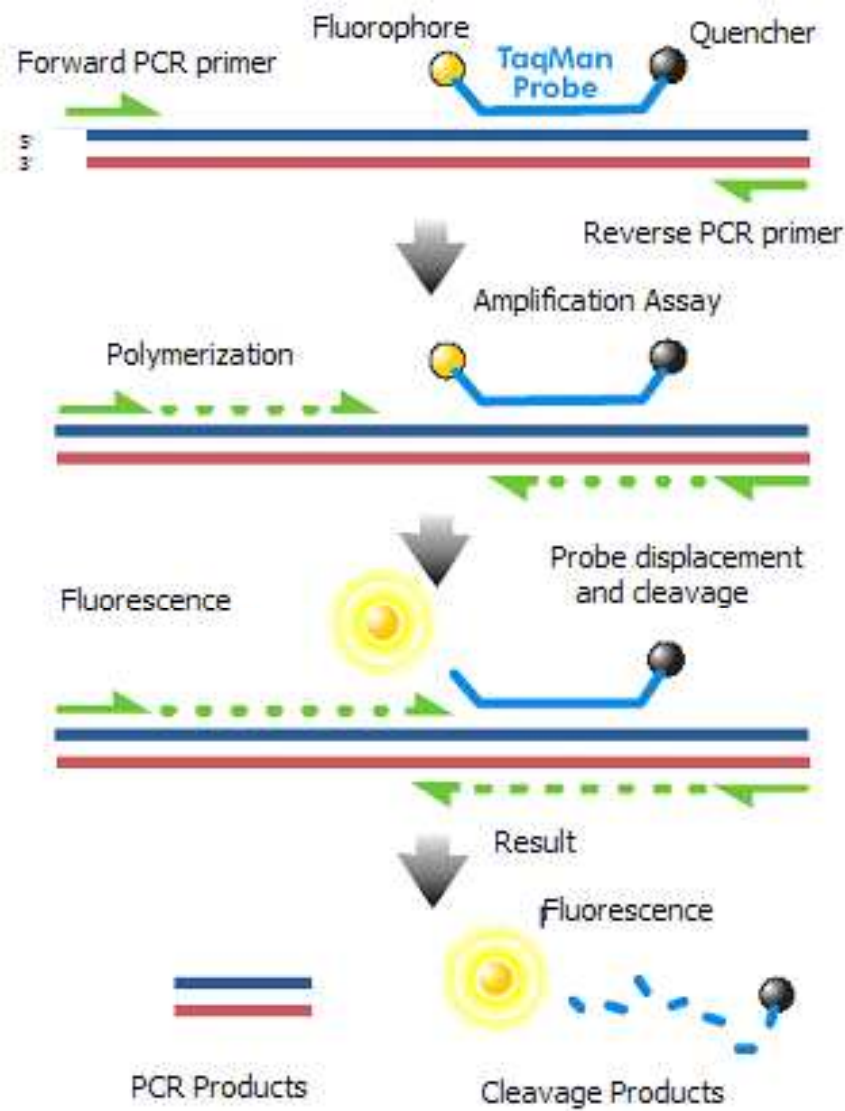 Fluorophore
Quencher
Forward PCR primer
TaqMan
Probe
5'
3'
Reverse PCR primer
Amplification Assay
Polymerization
Probe displacement
and cleavage
Fluorescence
Result
Fluorescence
PCR Products
Cleavage Products